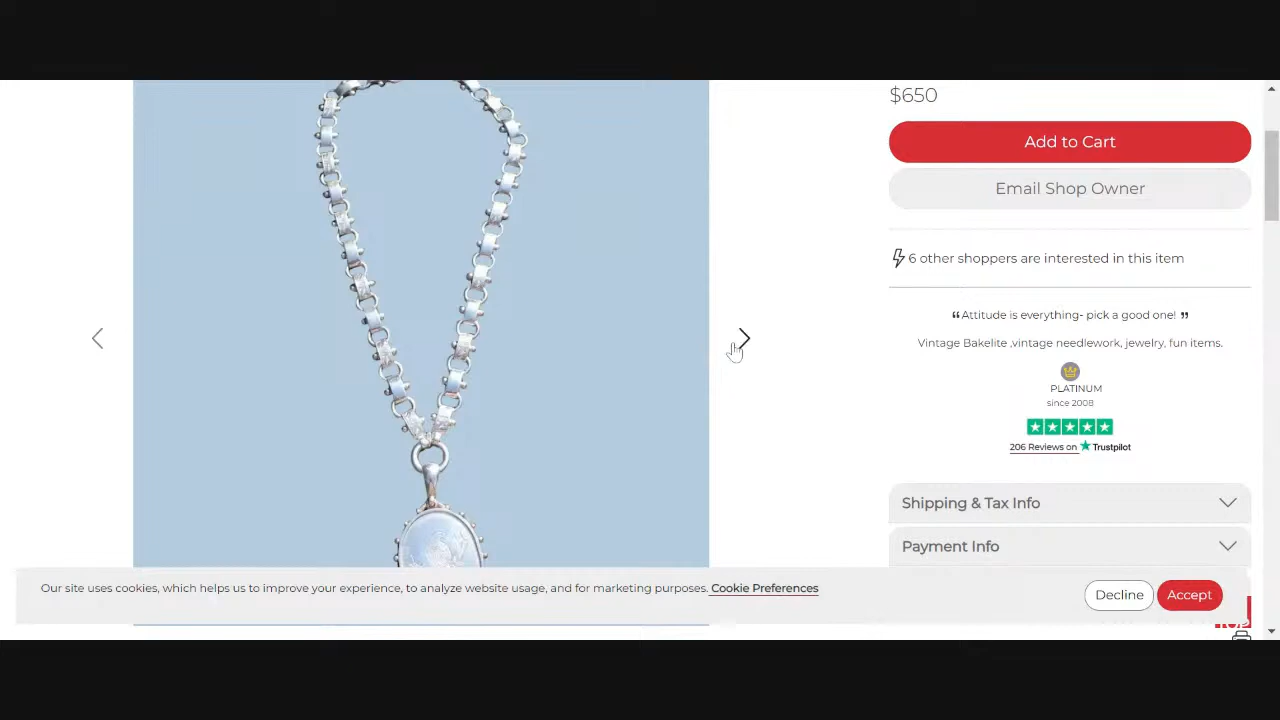 $650
Add to Cart
Email Shop Owner
6 other shoppers are interested in this item
❝ Attitude is everything- pick a good one! ❞
Vintage Bakelite ,vintage needlework, jewelry, fun items.
PLATINUM
since 2008
206 Reviews on ★ Trustpilot
Shipping & Tax Info
Payment Info
Our site uses cookies, which helps us to improve your experience, to analyze website usage, and for marketing purposes. Cookie Preferences
Decline
Accept